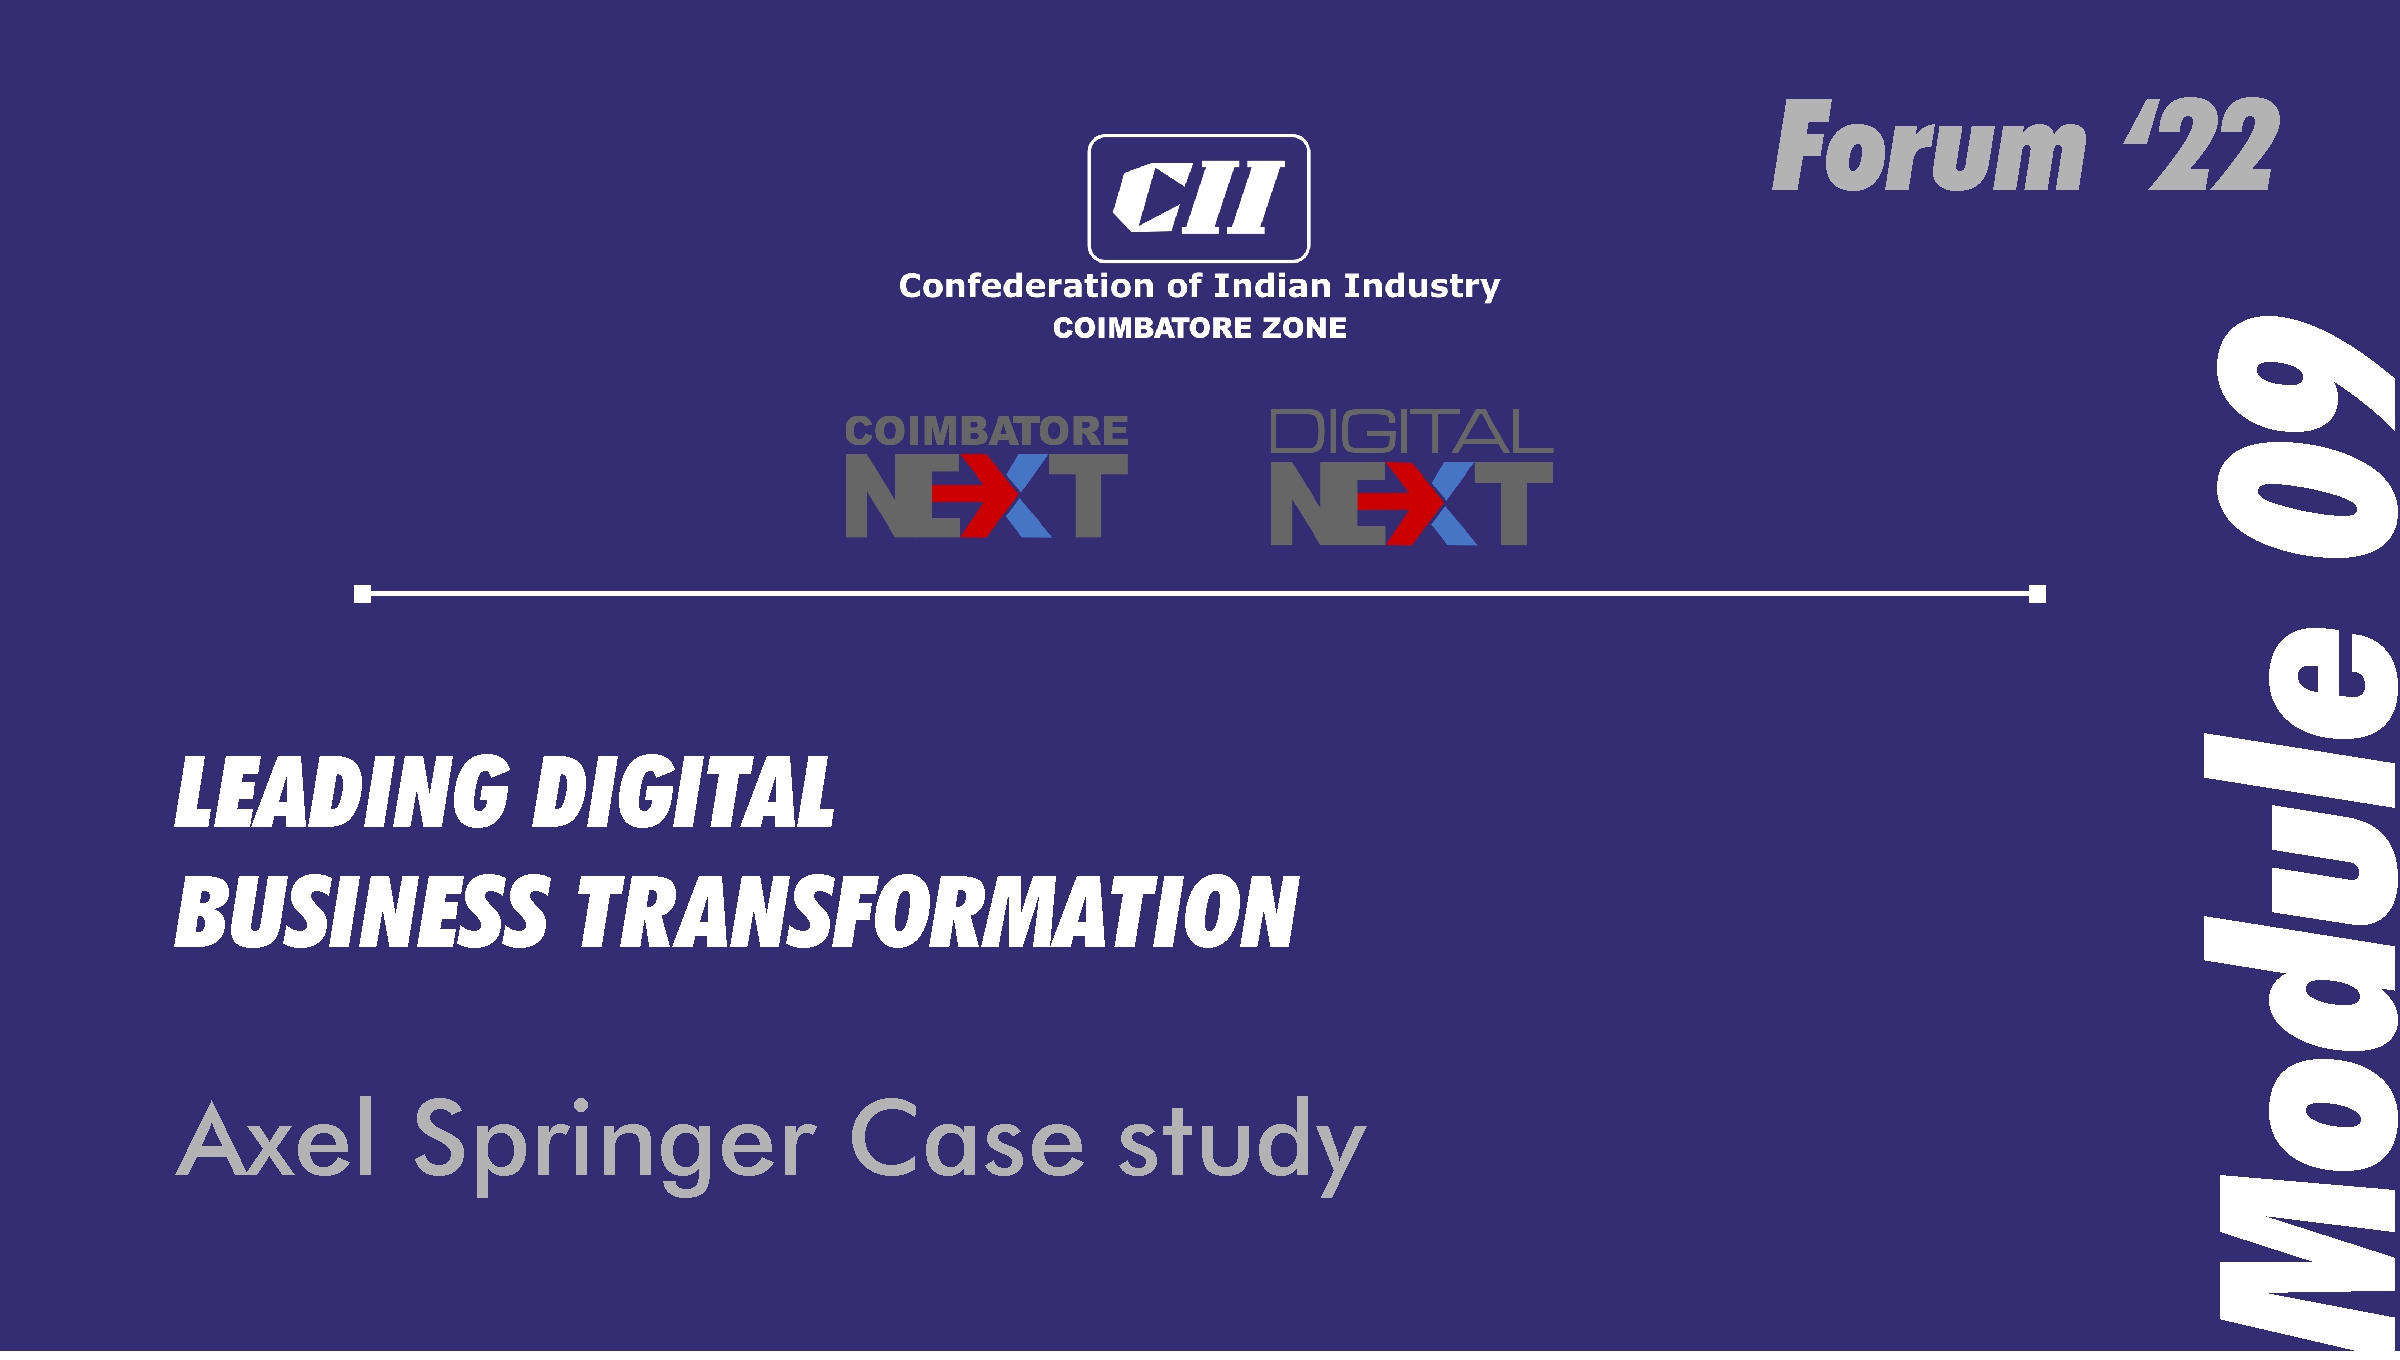 Forum ‘22
CII
Confederation of Indian Industry
COIMBATORE ZONE
COIMBATORE
NEXT
DIGITAL
NEXT
LEADING DIGITAL
BUSINESS TRANSFORMATION
Axel Springer Case study
Module 09